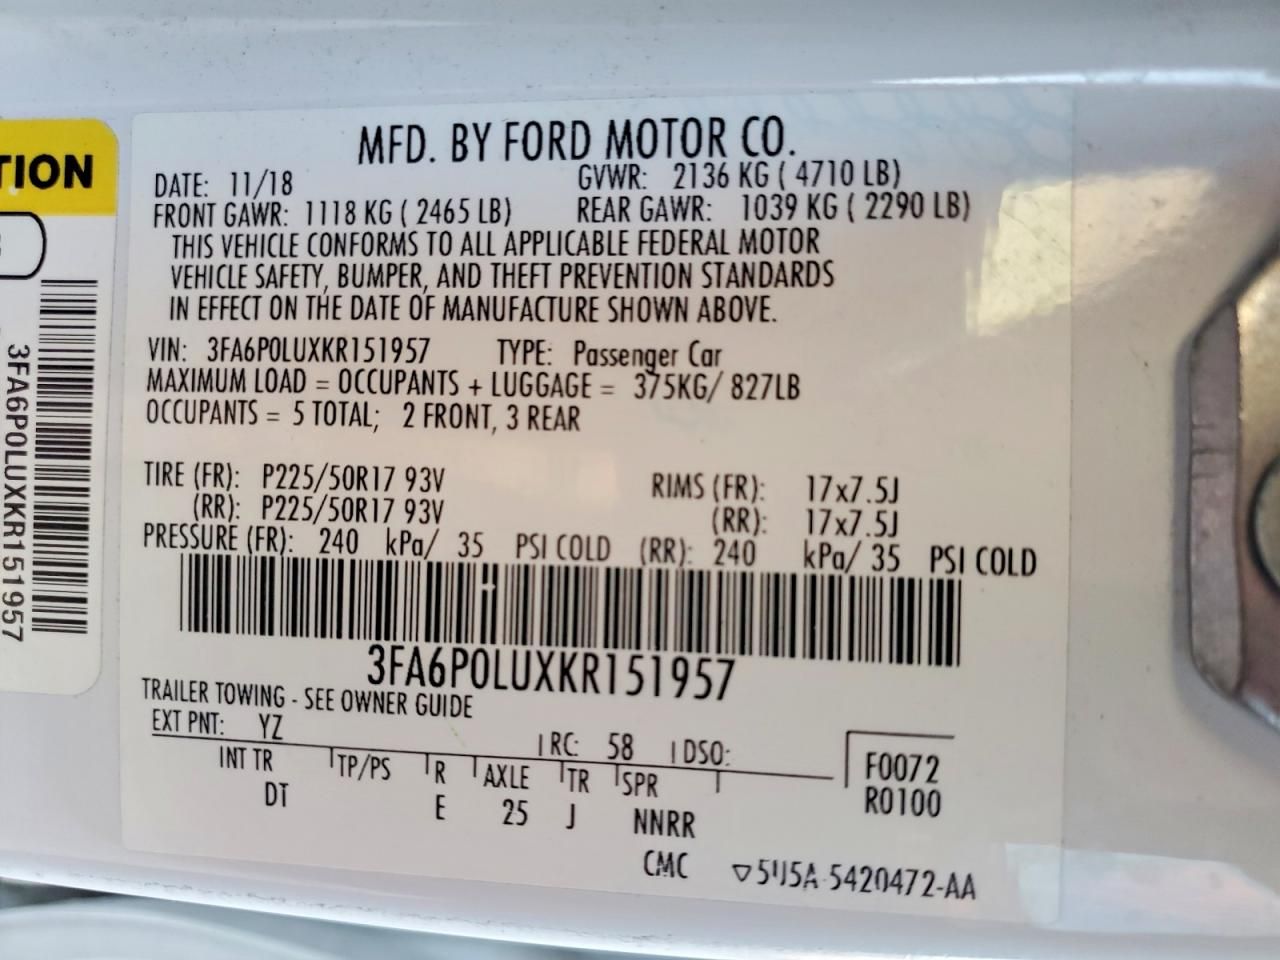 TION
MFD. BY FORD MOTOR CO.
DATE: 11/18 GVWR: 2136 KG ( 4710 LB)
FRONT GAWR: 1118 KG ( 2465 LB) REAR GAWR: 1039 KG ( 2290 LB)
THIS VEHICLE CONFORMS TO ALL APPLICABLE FEDERAL MOTOR
VEHICLE SAFETY, BUMPER, AND THEFT PREVENTION STANDARDS
IN EFFECT ON THE DATE OF MANUFACTURE SHOWN ABOVE.
VIN: 3FA6P0LUXKR151957 TYPE: Passenger Car
MAXIMUM LOAD = OCCUPANTS + LUGGAGE = 375KG/ 827LB
OCCUPANTS = 5 TOTAL; 2 FRONT, 3 REAR
TIRE (FR): P225/50R17 93V RIMS (FR): 17x7.5J
(RR): P225/50R17 93V (RR): 17x7.5J
PRESSURE (FR): 240 kPa/ 35 PSI COLD (RR): 240 kPa/ 35 PSI COLD
3FA6P0LUXKR151957
TRAILER TOWING - SEE OWNER GUIDE
EXT PNT: YZ RC: 58 DSO:
INT TR TP/PS R AXLE TR SPR
DT E 25 J NNRR
F0072
R0100
CMC 5U5A-5420472-AA
3FA6P0LUXKR151957